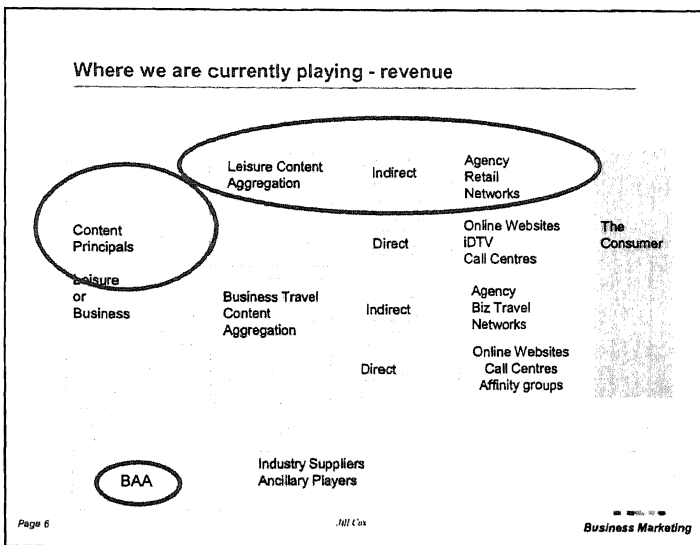 Where we are currently playing - revenue
Leisure Content
Aggregation
Indirect
Agency
Retail
Networks
Content
Principals
Direct
Online Websites
iDTV
Call Centres
The
Consumer
Leisure
or
Business
Business Travel
Content
Aggregation
Indirect
Agency
Biz Travel
Networks
Direct
Online Websites
Call Centres
Affinity groups
BAA
Industry Suppliers
Ancillary Players
Page 6
Jill Cox
Business Marketing